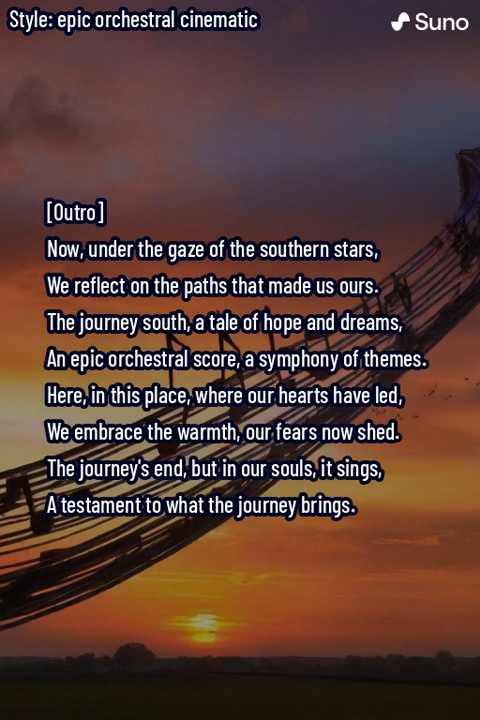 Style: epic orchestral cinematic
Suno
[Outro]
Now, under the gaze of the southern stars,
We reflect on the paths that made us ours.
The journey south, a tale of hope and dreams,
An epic orchestral score, a symphony of themes.
Here, in this place, where our hearts have led,
We embrace the warmth, our fears now shed.
The journey's end, but in our souls, it sings,
A testament to what the journey brings.